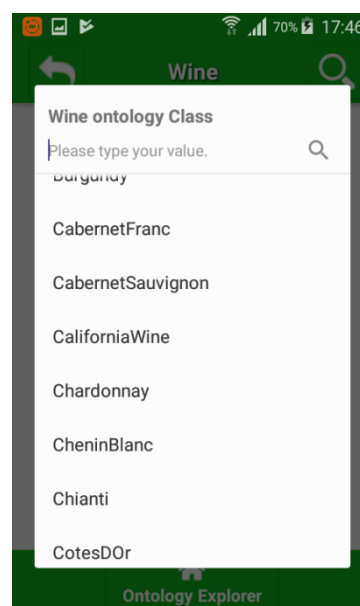 70% 17:46
Wine
Wine ontology Class
Please type your value.
Burgundy
CabernetFranc
CabernetSauvignon
CaliforniaWine
Chardonnay
CheninBlanc
Chianti
CotesDOr
Ontology Explorer